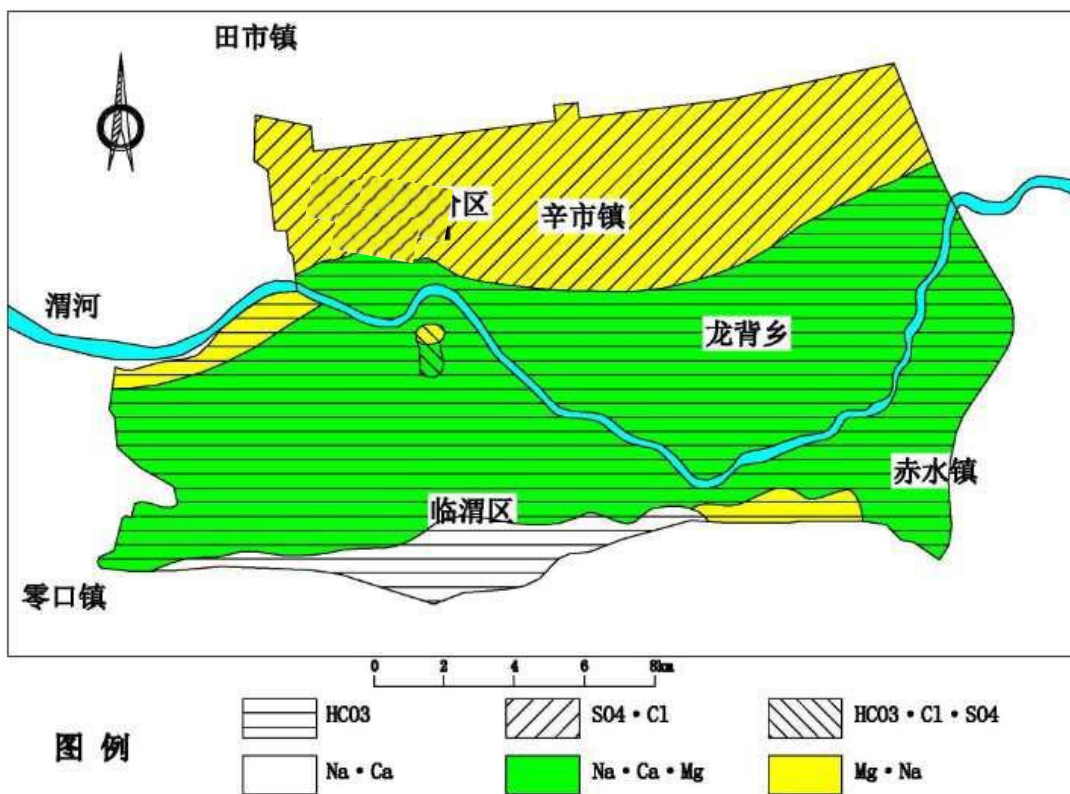 田市镇
区
辛市镇
渭河
龙背乡
赤水镇
临渭区
零口镇
0 2 4 6 8km
图例
HCO3
SO4·Cl
HCO3·Cl·SO4
Na·Ca
Na·Ca·Mg
Mg·Na